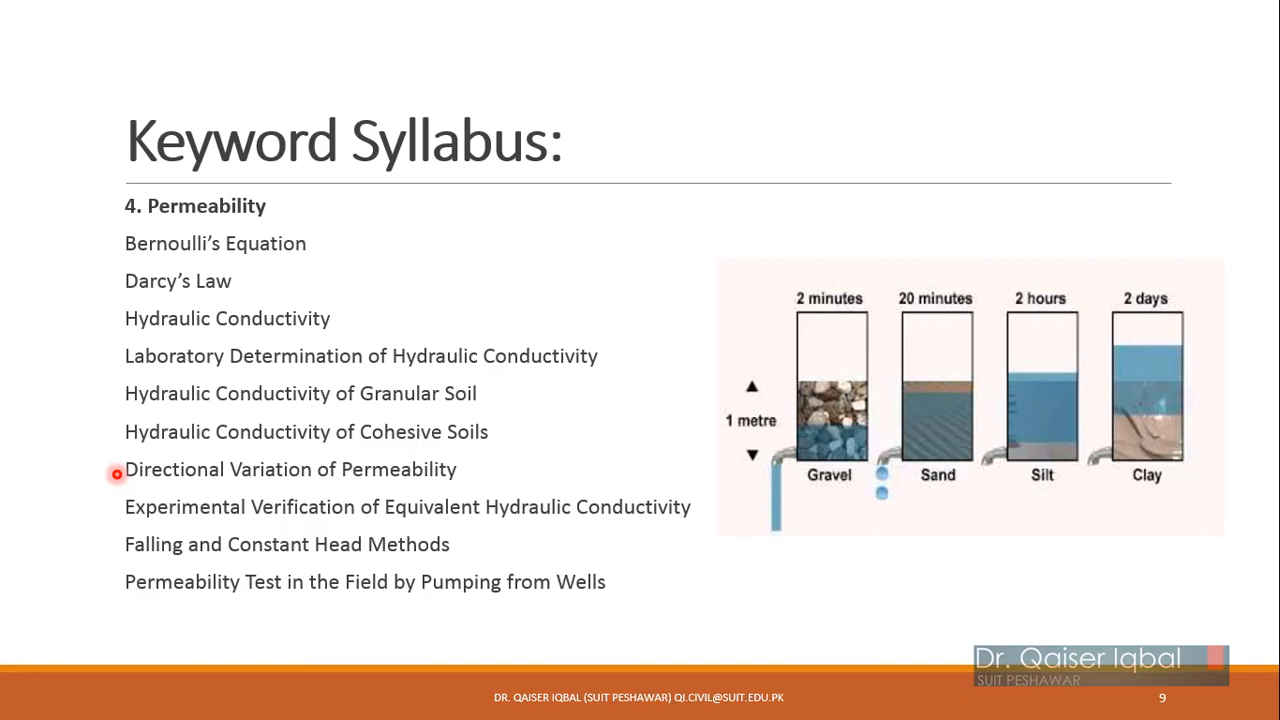 Keyword Syllabus:
4. Permeability
Bernoulli’s Equation
Darcy’s Law
Hydraulic Conductivity
Laboratory Determination of Hydraulic Conductivity
Hydraulic Conductivity of Granular Soil
Hydraulic Conductivity of Cohesive Soils
Directional Variation of Permeability
Experimental Verification of Equivalent Hydraulic Conductivity
Falling and Constant Head Methods
Permeability Test in the Field by Pumping from Wells
2 minutes 20 minutes 2 hours 2 days
1 metre
Gravel Sand Silt Clay
Dr. Qaiser Iqbal
SUIT PESHAWAR
DR. QAISER IQBAL (SUIT PESHAWAR) QI.CIVIL@SUIT.EDU.PK 9